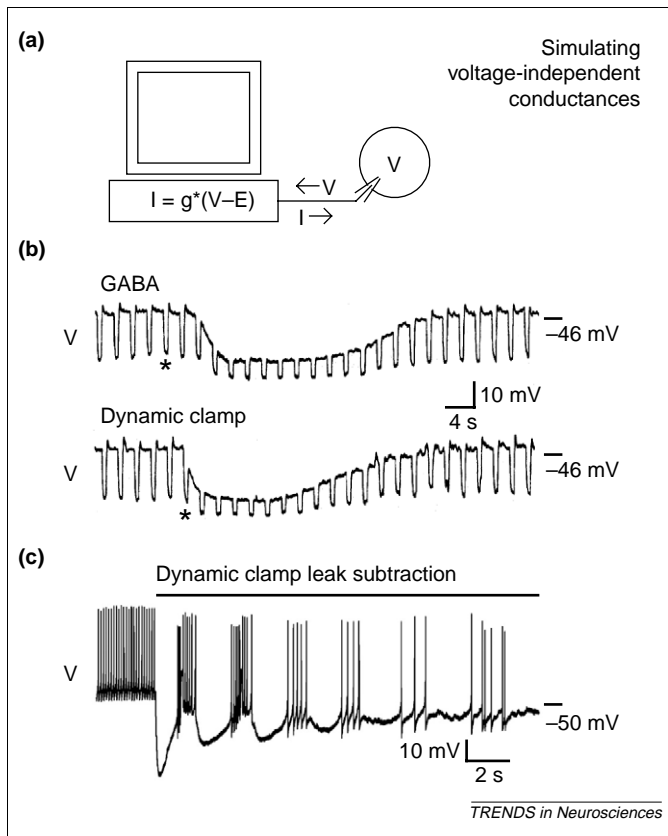 (a)
Simulating
voltage-independent
conductances
V
I = g*(V–E)
←V
I→
(b)
GABA
V
*
–46 mV
10 mV
4 s
Dynamic clamp
V
*
–46 mV
(c)
Dynamic clamp leak subtraction
V
–50 mV
10 mV
2 s
TRENDS in Neurosciences